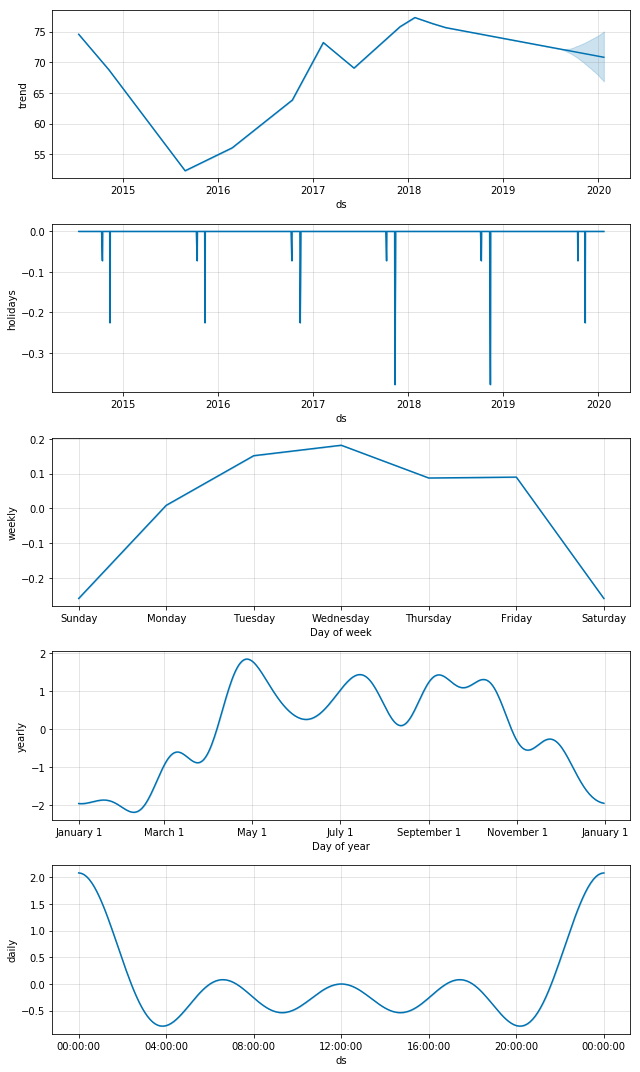 75
70
65
60
55
trend
2015 2016 2017 2018 2019 2020
ds
0.0
−0.1
−0.2
−0.3
holidays
2015 2016 2017 2018 2019 2020
ds
0.2
0.1
0.0
−0.1
−0.2
weekly
Sunday Monday Tuesday Wednesday Thursday Friday Saturday
Day of week
2
1
0
−1
−2
yearly
January 1 March 1 May 1 July 1 September 1 November 1 January 1
Day of year
2.0
1.5
1.0
0.5
0.0
−0.5
daily
00:00:00 04:00:00 08:00:00 12:00:00 16:00:00 20:00:00 00:00:00
ds